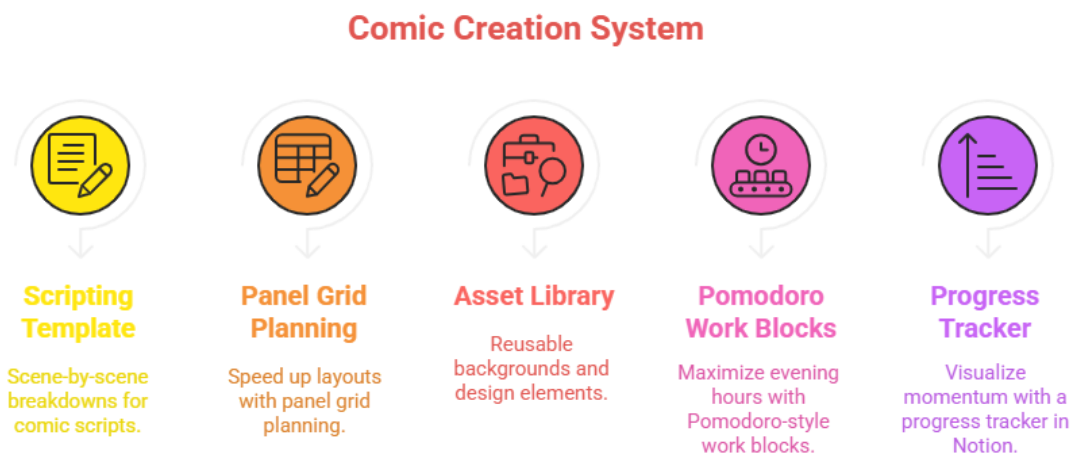 Comic Creation System
Scripting
Template
Scene-by-scene
breakdowns for
comic scripts.
Panel Grid
Planning
Speed up layouts
with panel grid
planning.
Asset Library
Reusable
backgrounds and
design elements.
Pomodoro
Work Blocks
Maximize evening
hours with
Pomodoro-style
work blocks.
Progress
Tracker
Visualize
momentum with a
progress tracker in
Notion.